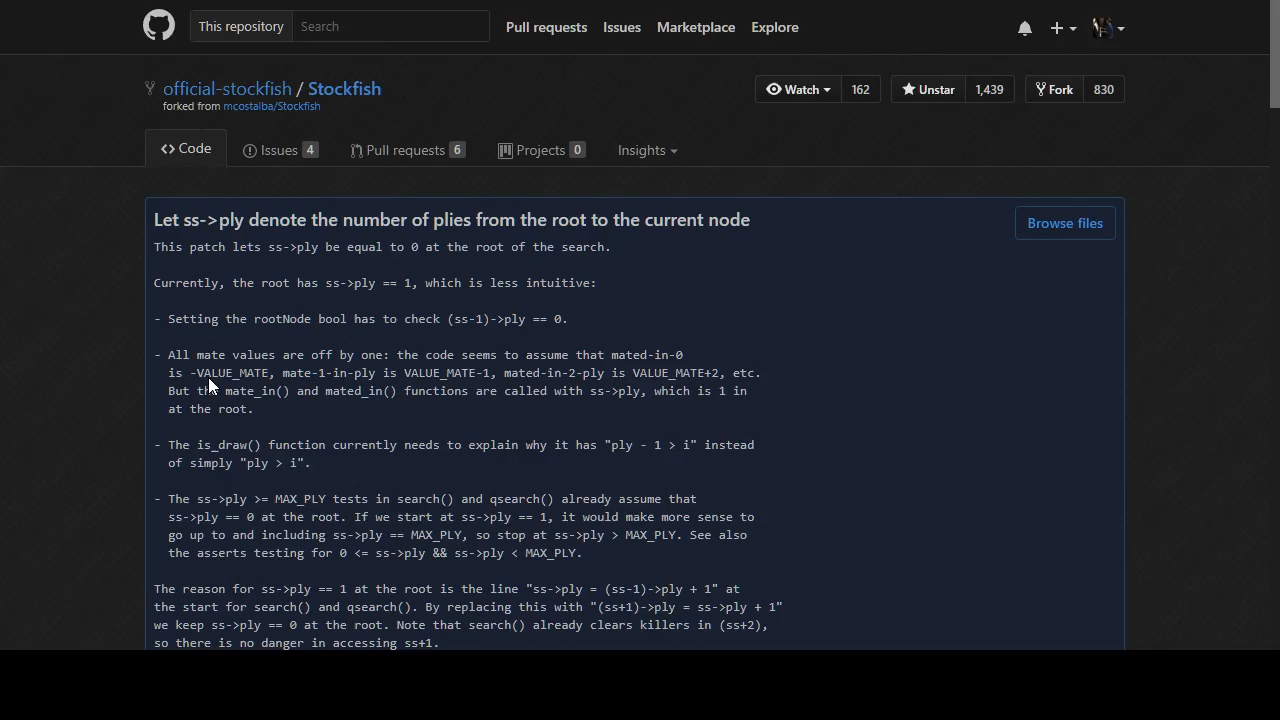 This repository Search Pull requests Issues Marketplace Explore
official-stockfish / Stockfish Watch 162 Unstar 1,439 Fork 830
forked from mcostalba/Stockfish
Code Issues 4 Pull requests 6 Projects 0 Insights
Let ss->ply denote the number of plies from the root to the current node
Browse files
This patch lets ss->ply be equal to 0 at the root of the search.
Currently, the root has ss->ply == 1, which is less intuitive:
- Setting the rootNode bool has to check (ss-1)->ply == 0.
- All mate values are off by one: the code seems to assume that mated-in-0
is -VALUE_MATE, mate-1-in-ply is VALUE_MATE-1, mated-in-2-ply is VALUE_MATE+2, etc.
But the mate_in() and mated_in() functions are called with ss->ply, which is 1 in
at the root.
- The is_draw() function currently needs to explain why it has "ply - 1 > i" instead
of simply "ply > i".
- The ss->ply >= MAX_PLY tests in search() and qsearch() already assume that
ss->ply == 0 at the root. If we start at ss->ply == 1, it would make more sense to
go up to and including ss->ply == MAX_PLY, so stop at ss->ply > MAX_PLY. See also
the asserts testing for 0 <= ss->ply && ss->ply < MAX_PLY.
The reason for ss->ply == 1 at the root is the line "ss->ply = (ss-1)->ply + 1" at
the start for search() and qsearch(). By replacing this with "(ss+1)->ply = ss->ply + 1"
we keep ss->ply == 0 at the root. Note that search() already clears killers in (ss+2),
so there is no danger in accessing ss+1.